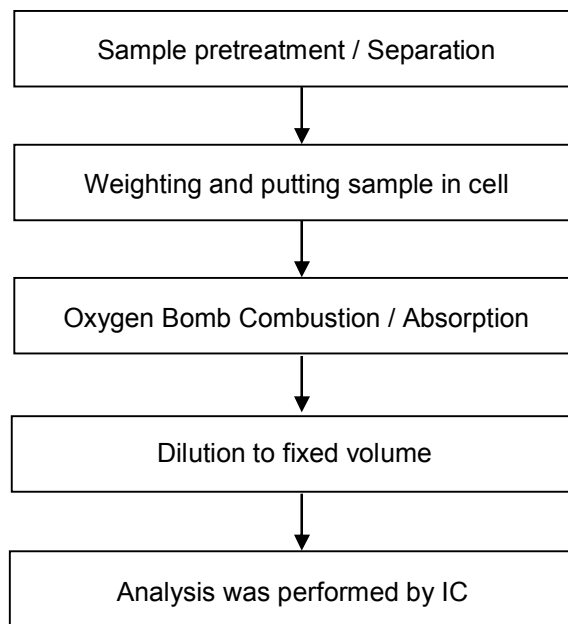 Sample pretreatment / Separation
Weighting and putting sample in cell
Oxygen Bomb Combustion / Absorption
Dilution to fixed volume
Analysis was performed by IC